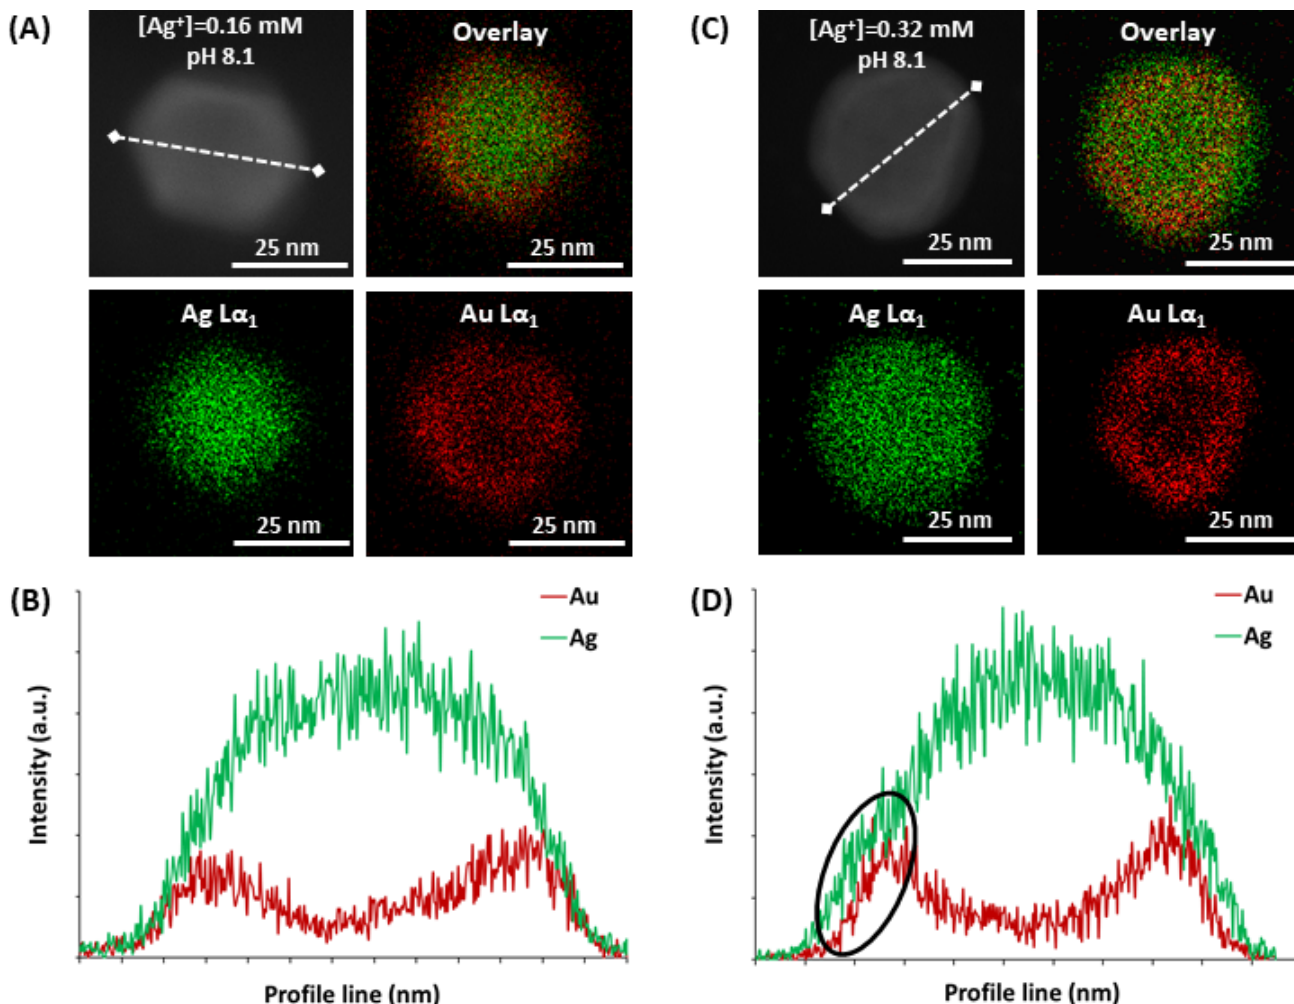 (A)
[Ag⁺]=0.16 mM
pH 8.1
25 nm
Overlay
25 nm
Ag Lα₁
25 nm
Au Lα₁
25 nm
(C)
[Ag⁺]=0.32 mM
pH 8.1
25 nm
Overlay
25 nm
Ag Lα₁
25 nm
Au Lα₁
25 nm
(B)
Au
Ag
Intensity (a.u.)
Profile line (nm)
(D)
Au
Ag
Intensity (a.u.)
Profile line (nm)